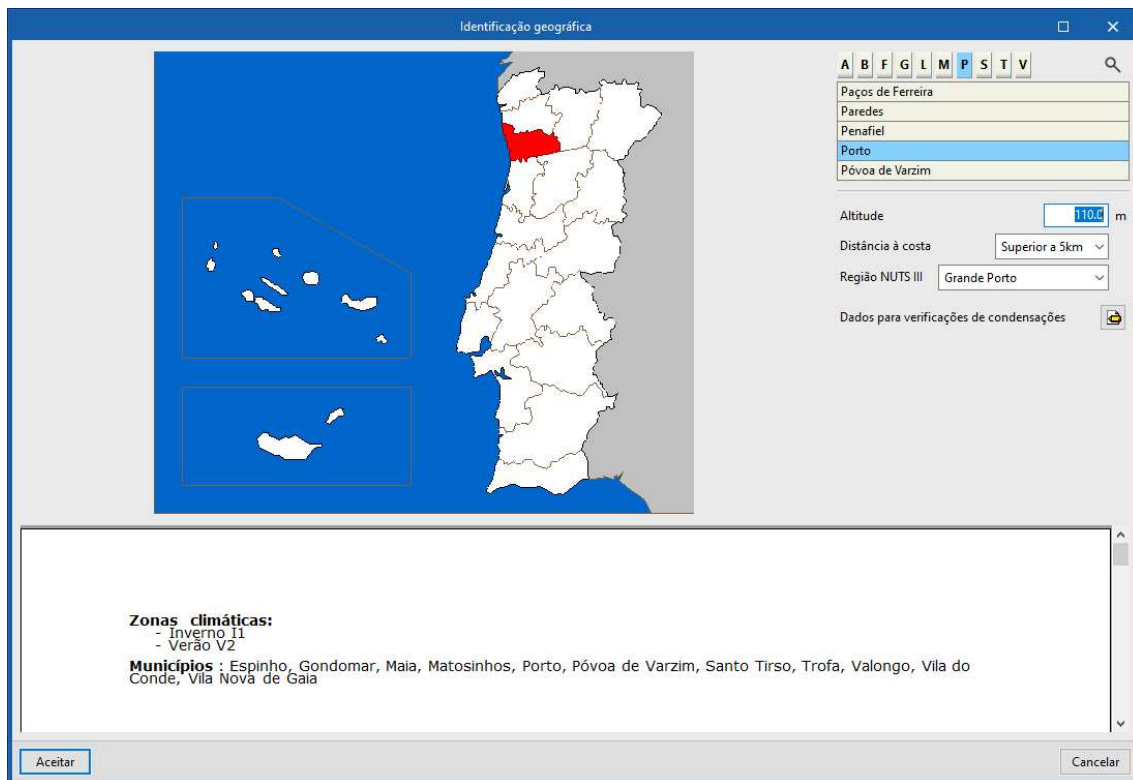 Identificação geográfica
A B F G L M P S T V
Paços de Ferreira
Paredes
Penafiel
Porto
Póvoa de Varzim
Altitude 110.0 m
Distância à costa Superior a 5km
Região NUTS III Grande Porto
Dados para verificações de condensações
Zonas climáticas:
- Inverno I1
- Verão V2
Municípios : Espinho, Gondomar, Maia, Matosinhos, Porto, Póvoa de Varzim, Santo Tirso, Trofa, Valongo, Vila do
Conde, Vila Nova de Gaia
Aceitar Cancelar